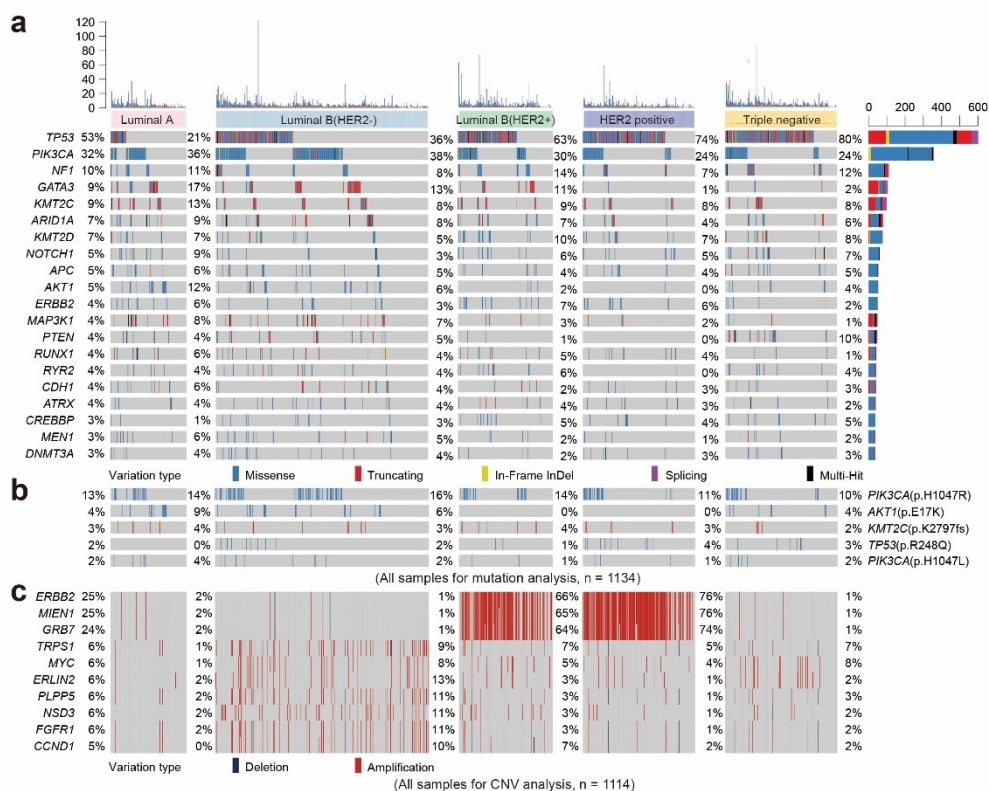 a
120
100
80
60
40
20
0
Luminal A Luminal B(HER2-) Luminal B(HER2+) HER2 positive Triple negative 0 200 400 600
TP53 53% 21% 36% 63% 74% 80%
PIK3CA 32% 36% 38% 30% 24% 24%
NF1 10% 11% 8% 14% 7% 12%
GATA3 9% 17% 13% 11% 1% 2%
KMT2C 9% 13% 8% 9% 8% 8%
ARID1A 7% 9% 8% 7% 4% 6%
KMT2D 7% 7% 5% 10% 7% 8%
NOTCH1 5% 9% 3% 6% 5% 7%
APC 5% 6% 6% 4% 4% 5%
AKT1 5% 12% 6% 2% 0% 4%
ERBB2 4% 6% 3% 7% 6% 2%
MAP3K1 4% 8% 7% 3% 2% 1%
PTEN 4% 4% 5% 1% 0% 10%
RUNX1 4% 6% 4% 5% 4% 1%
RYR2 4% 4% 4% 6% 0% 4%
CDH1 4% 6% 4% 2% 3% 3%
ATRX 4% 3% 4% 4% 3% 2%
CREBBP 3% 1% 3% 5% 5% 4%
MEN1 3% 6% 5% 2% 1% 2%
DNMT3A 3% 4% 4% 2% 3% 3%
Variation type Missense Truncating In-Frame InDel Splicing Multi-Hit
b
13% 14% 16% 14% 11% 10% PIK3CA(p.H1047R)
4% 9% 6% 0% 0% 4% AKT1(p.E17K)
3% 4% 3% 4% 3% 2% KMT2C(p.K2797fs)
2% 0% 2% 1% 4% 3% TP53(p.R248Q)
2% 4% 2% 1% 1% 2% PIK3CA(p.H1047L)
(All samples for mutation analysis, n = 1134)
c
ERBB2 25% 2% 1% 66% 76% 1%
MIEN1 25% 2% 1% 65% 76% 1%
GRB7 24% 2% 1% 64% 74% 1%
TRPS1 6% 1% 9% 7% 5% 7%
MYC 6% 1% 8% 5% 4% 8%
ERLIN2 6% 2% 13% 3% 1% 2%
PLPP5 6% 2% 11% 3% 1% 3%
NSD3 6% 2% 11% 3% 1% 2%
FGFR1 6% 2% 11% 3% 1% 2%
CCND1 5% 0% 10% 7% 2% 2%
Variation type Deletion Amplification
(All samples for CNV analysis, n = 1114)